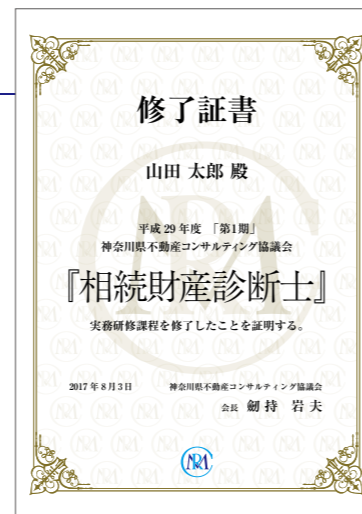 修了証書
山田 太郎 殿
平成 29 年度 「第1期」
神奈川県不動産コンサルティング協議会
『相続財産診断士』
実務研修課程を修了したことを証明する。
2017 年 8 月 3 日 神奈川県不動産コンサルティング協議会
会長 劒持 岩夫